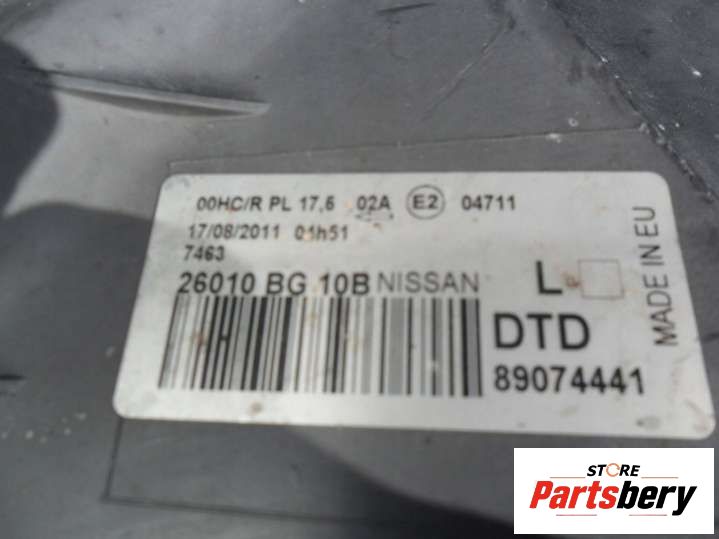 00HC/R PL 17,5 02A E2 04711
17/08/2011 01h51
7463
26010 BG 10B NISSAN L
DTD
89074441
MADE IN EU
STORE
Partsbery